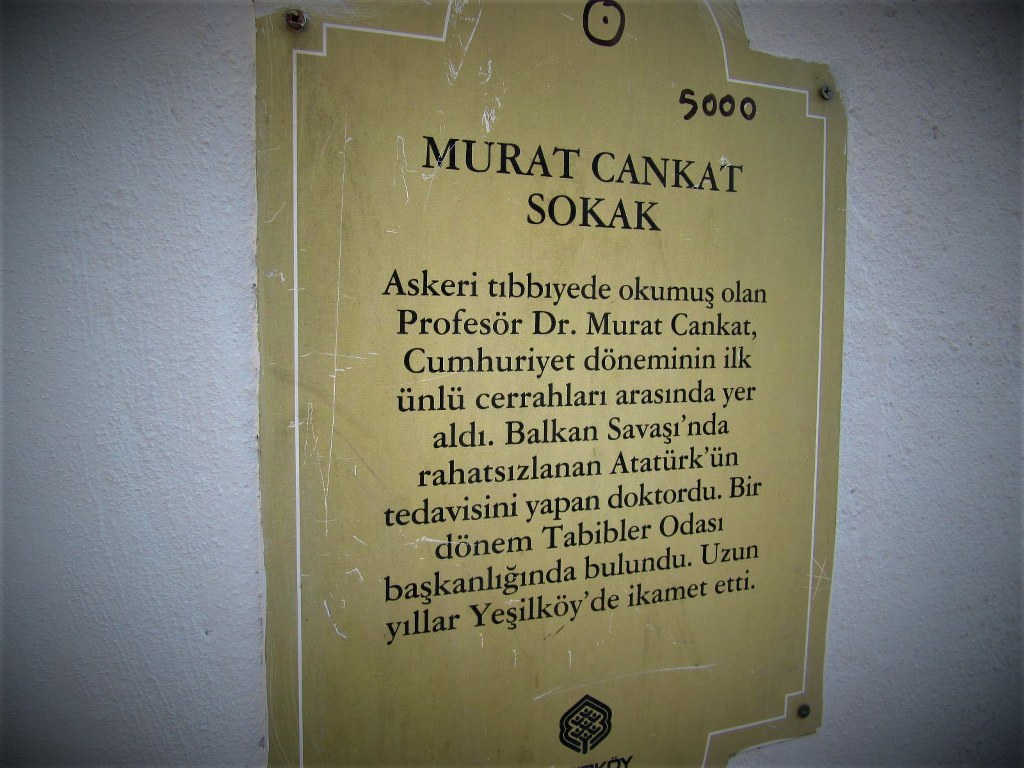 5000
MURAT CANKAT
SOKAK
Askeri tıbbıyede okumuş olan
Profesör Dr. Murat Cankat,
Cumhuriyet döneminin ilk
ünlü cerrahları arasında yer
aldı. Balkan Savaşı'nda
rahatsızlanan Atatürk'ün
tedavisini yapan doktordu. Bir
dönem Tabibler Odası
başkanlığında bulundu. Uzun
yıllar Yeşilköy'de ikamet etti.